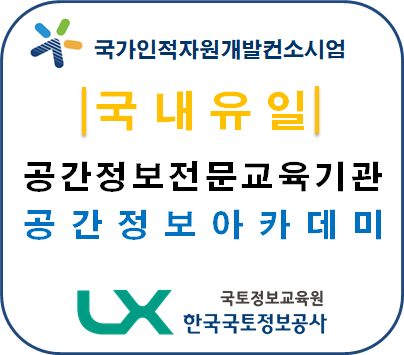 국가인적자원개발컨소시엄
|국내유일|
공간정보전문교육기관
공간정보아카데미
LX 국토정보교육원
한국국토정보공사